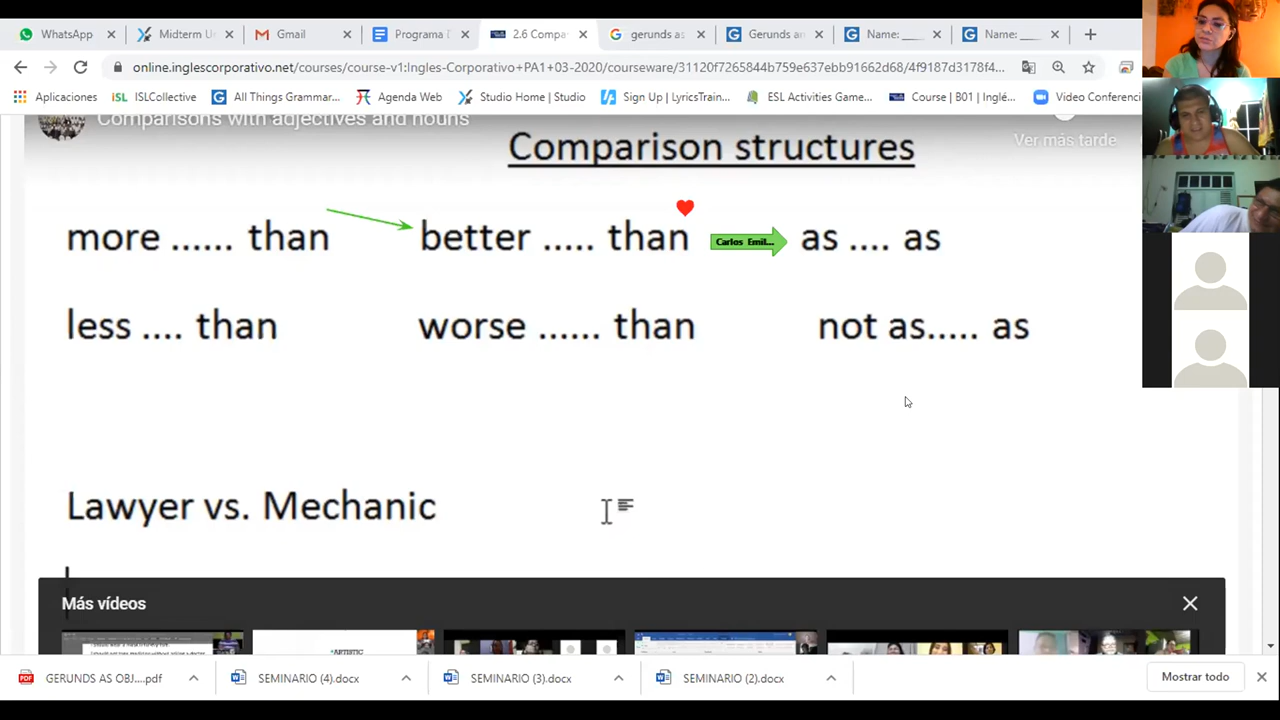 WhatsApp Midterm U Gmail Programa D 2.6 Compa gerunds as Gerunds an Name: ____ Name: ____
online.inglescorporativo.net/courses/course-v1:Ingles-Corporativo+PA1+03-2020/courseware/31120f7265844b759e637ebb91662d68/4f9187d3178f4...
Aplicaciones iSL ISLCollective All Things Grammar... Agenda Web Studio Home | Studio Sign Up | LyricsTrain... ESL Activities Game... Course | B01 | Inglé... Video Conferenci
Comparisons with adjectives and nouns
Ver más tarde
Comparison structures
more ...... than better ..... than Carlos Emil... as .... as
less .... than worse ...... than not as..... as
Lawyer vs. Mechanic
Más vídeos
ARTISTIC
GERUNDS AS OBJ....pdf SEMINARIO (4).docx SEMINARIO (3).docx SEMINARIO (2).docx Mostrar todo